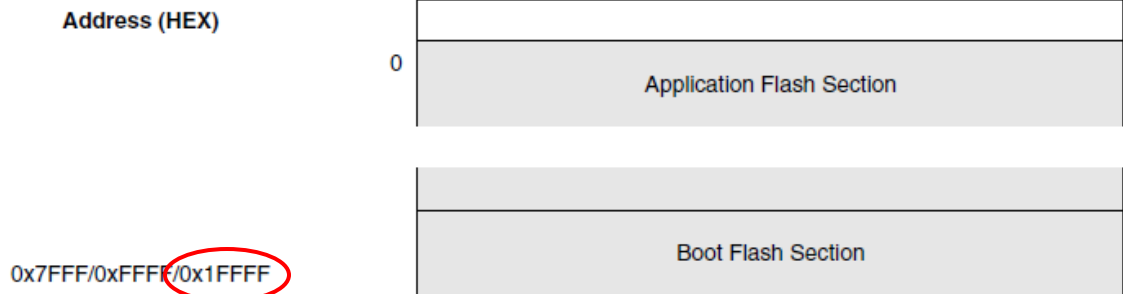 Address (HEX)
0
Application Flash Section
Boot Flash Section
0x7FFF/0xFFFF/0x1FFFF